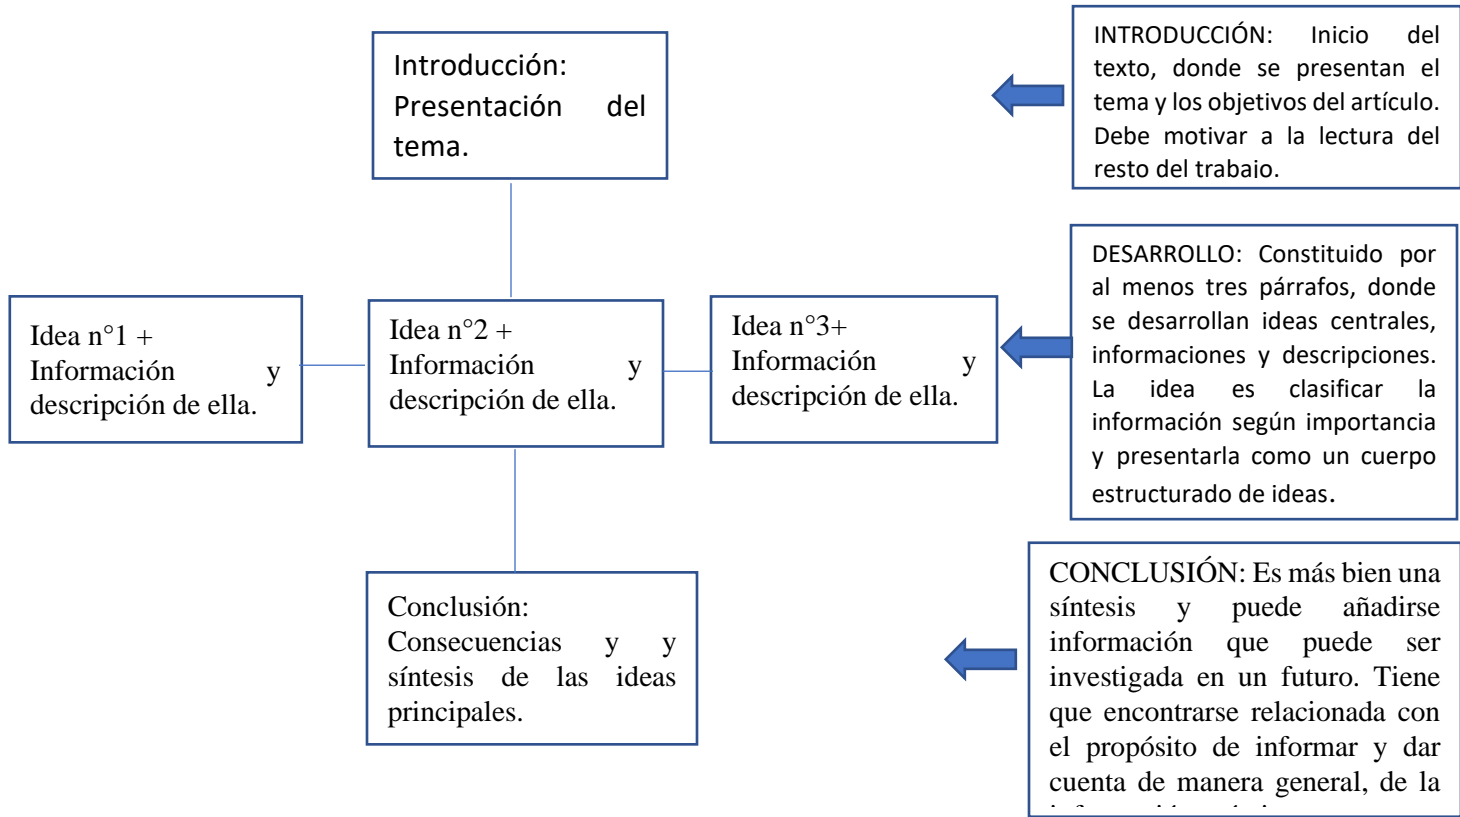 Introducción:
Presentación del
tema.
INTRODUCCIÓN: Inicio del
texto, donde se presentan el
tema y los objetivos del artículo.
Debe motivar a la lectura del
resto del trabajo.
Idea n°1 +
Información y
descripción de ella.
Idea n°2 +
Información y
descripción de ella.
Idea n°3+
Información y
descripción de ella.
DESARROLLO: Constituido por
al menos tres párrafos, donde
se desarrollan ideas centrales,
informaciones y descripciones.
La idea es clasificar la
información según importancia
y presentarla como un cuerpo
estructurado de ideas.
Conclusión:
Consecuencias y y
síntesis de las ideas
principales.
CONCLUSIÓN: Es más bien una
síntesis y puede añadirse
información que puede ser
investigada en un futuro. Tiene
que encontrarse relacionada con
el propósito de informar y dar
cuenta de manera general, de la